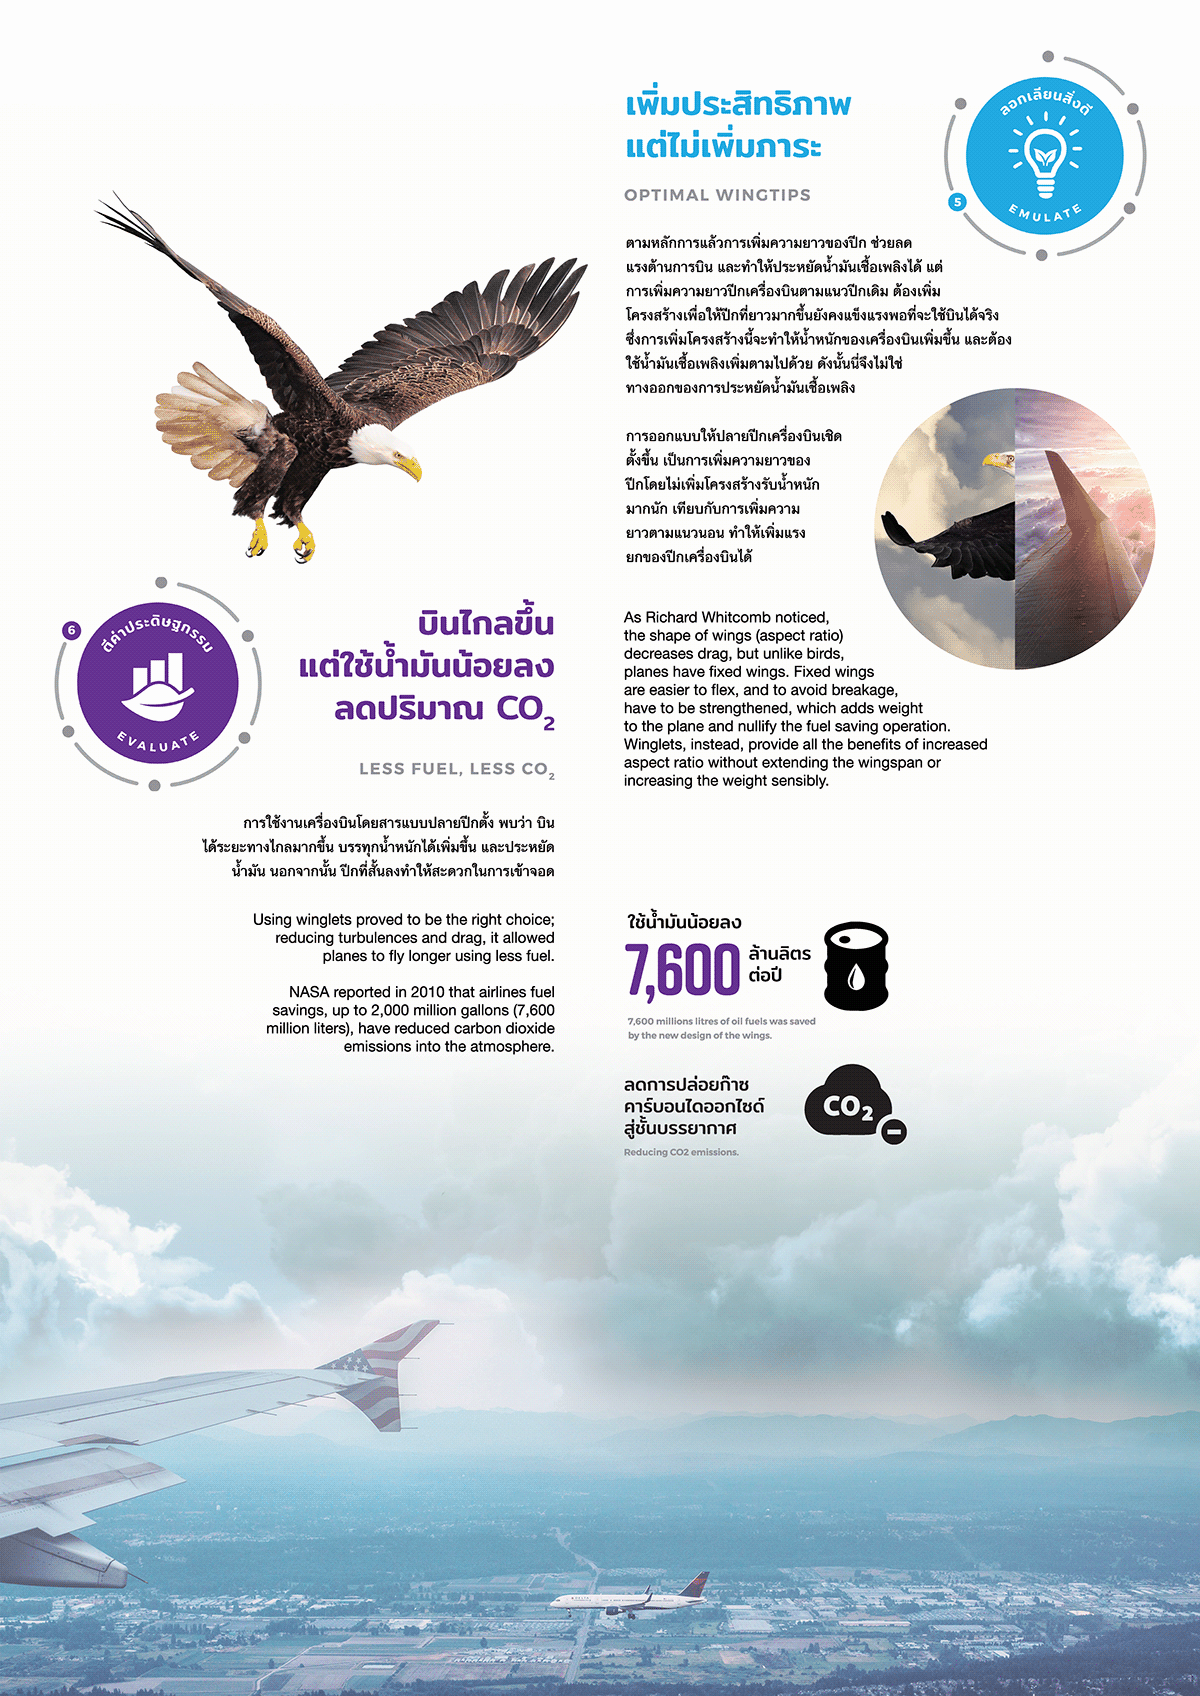 เพิ่มประสิทธิภาพ
แต่ไม่เพิ่มภาระ
OPTIMAL WINGTIPS
ลอกเลียนสิ่งดี
5
EMULATE
ตามหลักการแล้วการเพิ่มความยาวของปีก ช่วยลด
แรงต้านการบิน และทำให้ประหยัดน้ำมันเชื้อเพลิงได้ แต่
การเพิ่มความยาวปีกเครื่องบินตามแนวปีกเดิม ต้องเพิ่ม
โครงสร้างเพื่อให้ปีกที่ยาวมากขึ้นยังคงแข็งแรงพอที่จะใช้บินได้จริง
ซึ่งการเพิ่มโครงสร้างนี้จะทำให้น้ำหนักของเครื่องบินเพิ่มขึ้น และต้อง
ใช้น้ำมันเชื้อเพลิงเพิ่มตามไปด้วย ดังนั้นนี่จึงไม่ใช่
ทางออกของการประหยัดน้ำมันเชื้อเพลิง
การออกแบบให้ปลายปีกเครื่องบินเชิด
ตั้งขึ้น เป็นการเพิ่มความยาวของ
ปีกโดยไม่เพิ่มโครงสร้างรับน้ำหนัก
มากนัก เทียบกับการเพิ่มความ
ยาวตามแนวนอน ทำให้เพิ่มแรง
ยกของปีกเครื่องบินได้
As Richard Whitcomb noticed,
the shape of wings (aspect ratio)
decreases drag, but unlike birds,
planes have fixed wings. Fixed wings
are easier to flex, and to avoid breakage,
have to be strengthened, which adds weight
to the plane and nullify the fuel saving operation.
Winglets, instead, provide all the benefits of increased
aspect ratio without extending the wingspan or
increasing the weight sensibly.
6
ตีค่าประดิษฐกรรม
EVALUATE
บินไกลขึ้น
แต่ใช้น้ำมันน้อยลง
ลดปริมาณ CO2
LESS FUEL, LESS CO2
การใช้งานเครื่องบินโดยสารแบบปลายปีกตั้ง พบว่า บิน
ได้ระยะทางไกลมากขึ้น บรรทุกน้ำหนักได้เพิ่มขึ้น และประหยัด
น้ำมัน นอกจากนั้น ปีกที่สั้นลงทำให้สะดวกในการเข้าจอด
Using winglets proved to be the right choice;
reducing turbulences and drag, it allowed
planes to fly longer using less fuel.
NASA reported in 2010 that airlines fuel
savings, up to 2,000 million gallons (7,600
million liters), have reduced carbon dioxide
emissions into the atmosphere.
ใช้น้ำมันน้อยลง
7,600 ล้านลิตร
ต่อปี
7,600 millions litres of oil fuels was saved
by the new design of the wings.
ลดการปล่อยก๊าซ
คาร์บอนไดออกไซด์
สู่ชั้นบรรยากาศ
CO2
Reducing CO2 emissions.